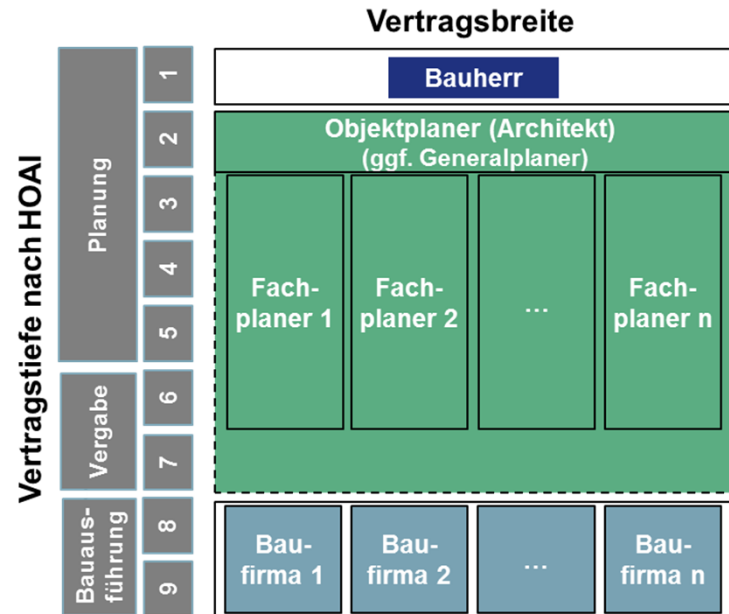 Vertragsbreite
Vertragstiefe nach HOAI
Planung
Vergabe
Bauaus-
führung
1
2
3
4
5
6
7
8
9
Bauherr
Objektplaner (Architekt)
(ggf. Generalplaner)
Fach-
planer 1
Fach-
planer 2
...
Fach-
planer n
Bau-
firma 1
Bau-
firma 2
...
Bau-
firma n